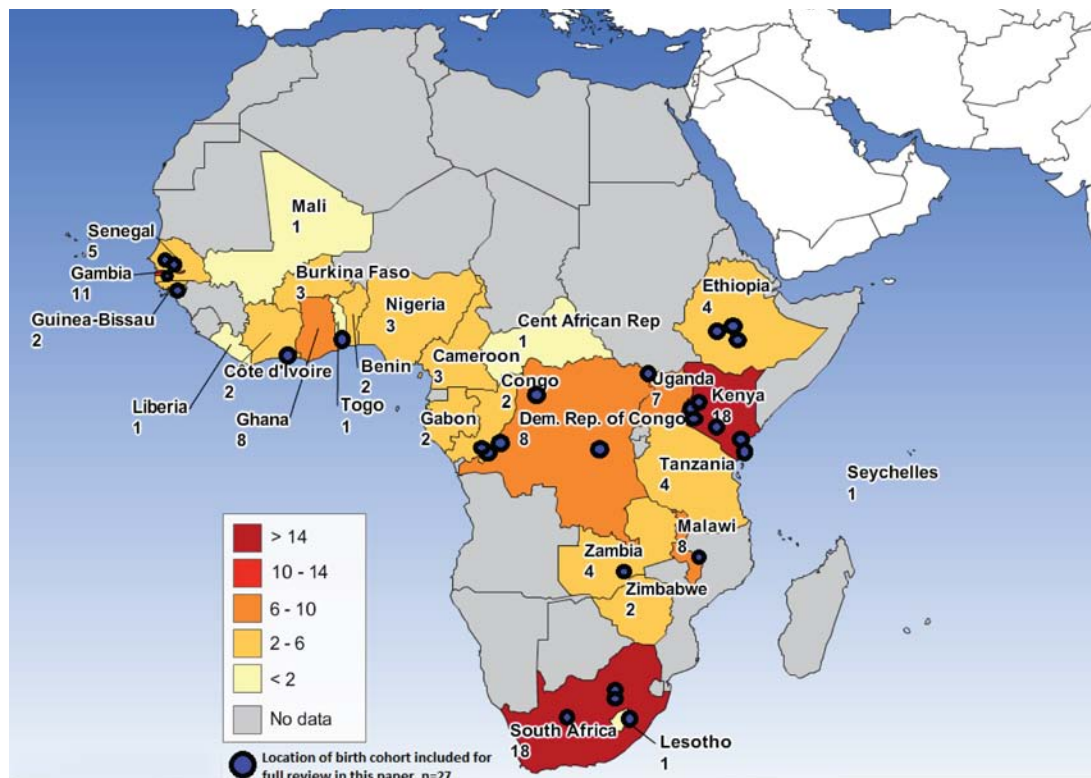 Mali
1
Senegal
5
Gambia
11
Guinea-Bissau
2
Burkina Faso
3
Nigeria
3
Ethiopia
4
Cent African Rep
1
Côte d'Ivoire
2
Benin
2
Cameroon
3
Liberia
1
Ghana
8
Togo
1
Congo
2
Gabon
2
Uganda
7
Kenya
18
Dem. Rep. of Congo
8
Tanzania
4
Seychelles
1
Malawi
8
Zambia
4
Zimbabwe
2
South Africa
18
Lesotho
1
> 14
10 - 14
6 - 10
2 - 6
< 2
No data
Location of birth cohort included for
full review in this paper, n=27